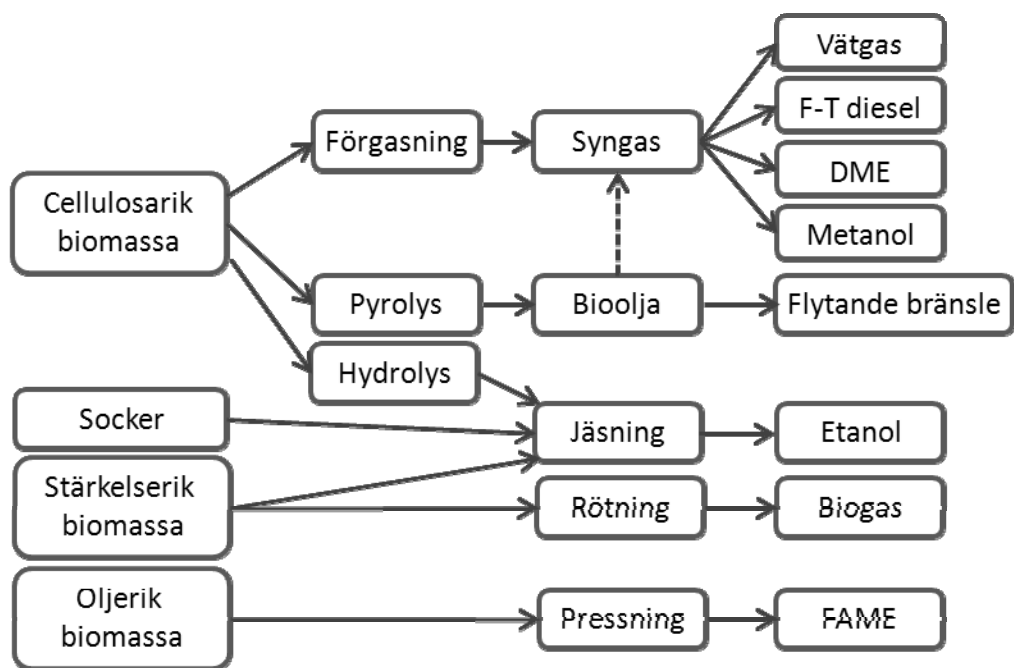 Vätgas
F-T diesel
Förgasning
Syngas
DME
Cellulosarik
biomassa
Metanol
Pyrolys
Bioolja
Flytande bränsle
Hydrolys
Socker
Jäsning
Etanol
Stärkelserik
biomassa
Rötning
Biogas
Oljerik
biomassa
Pressning
FAME